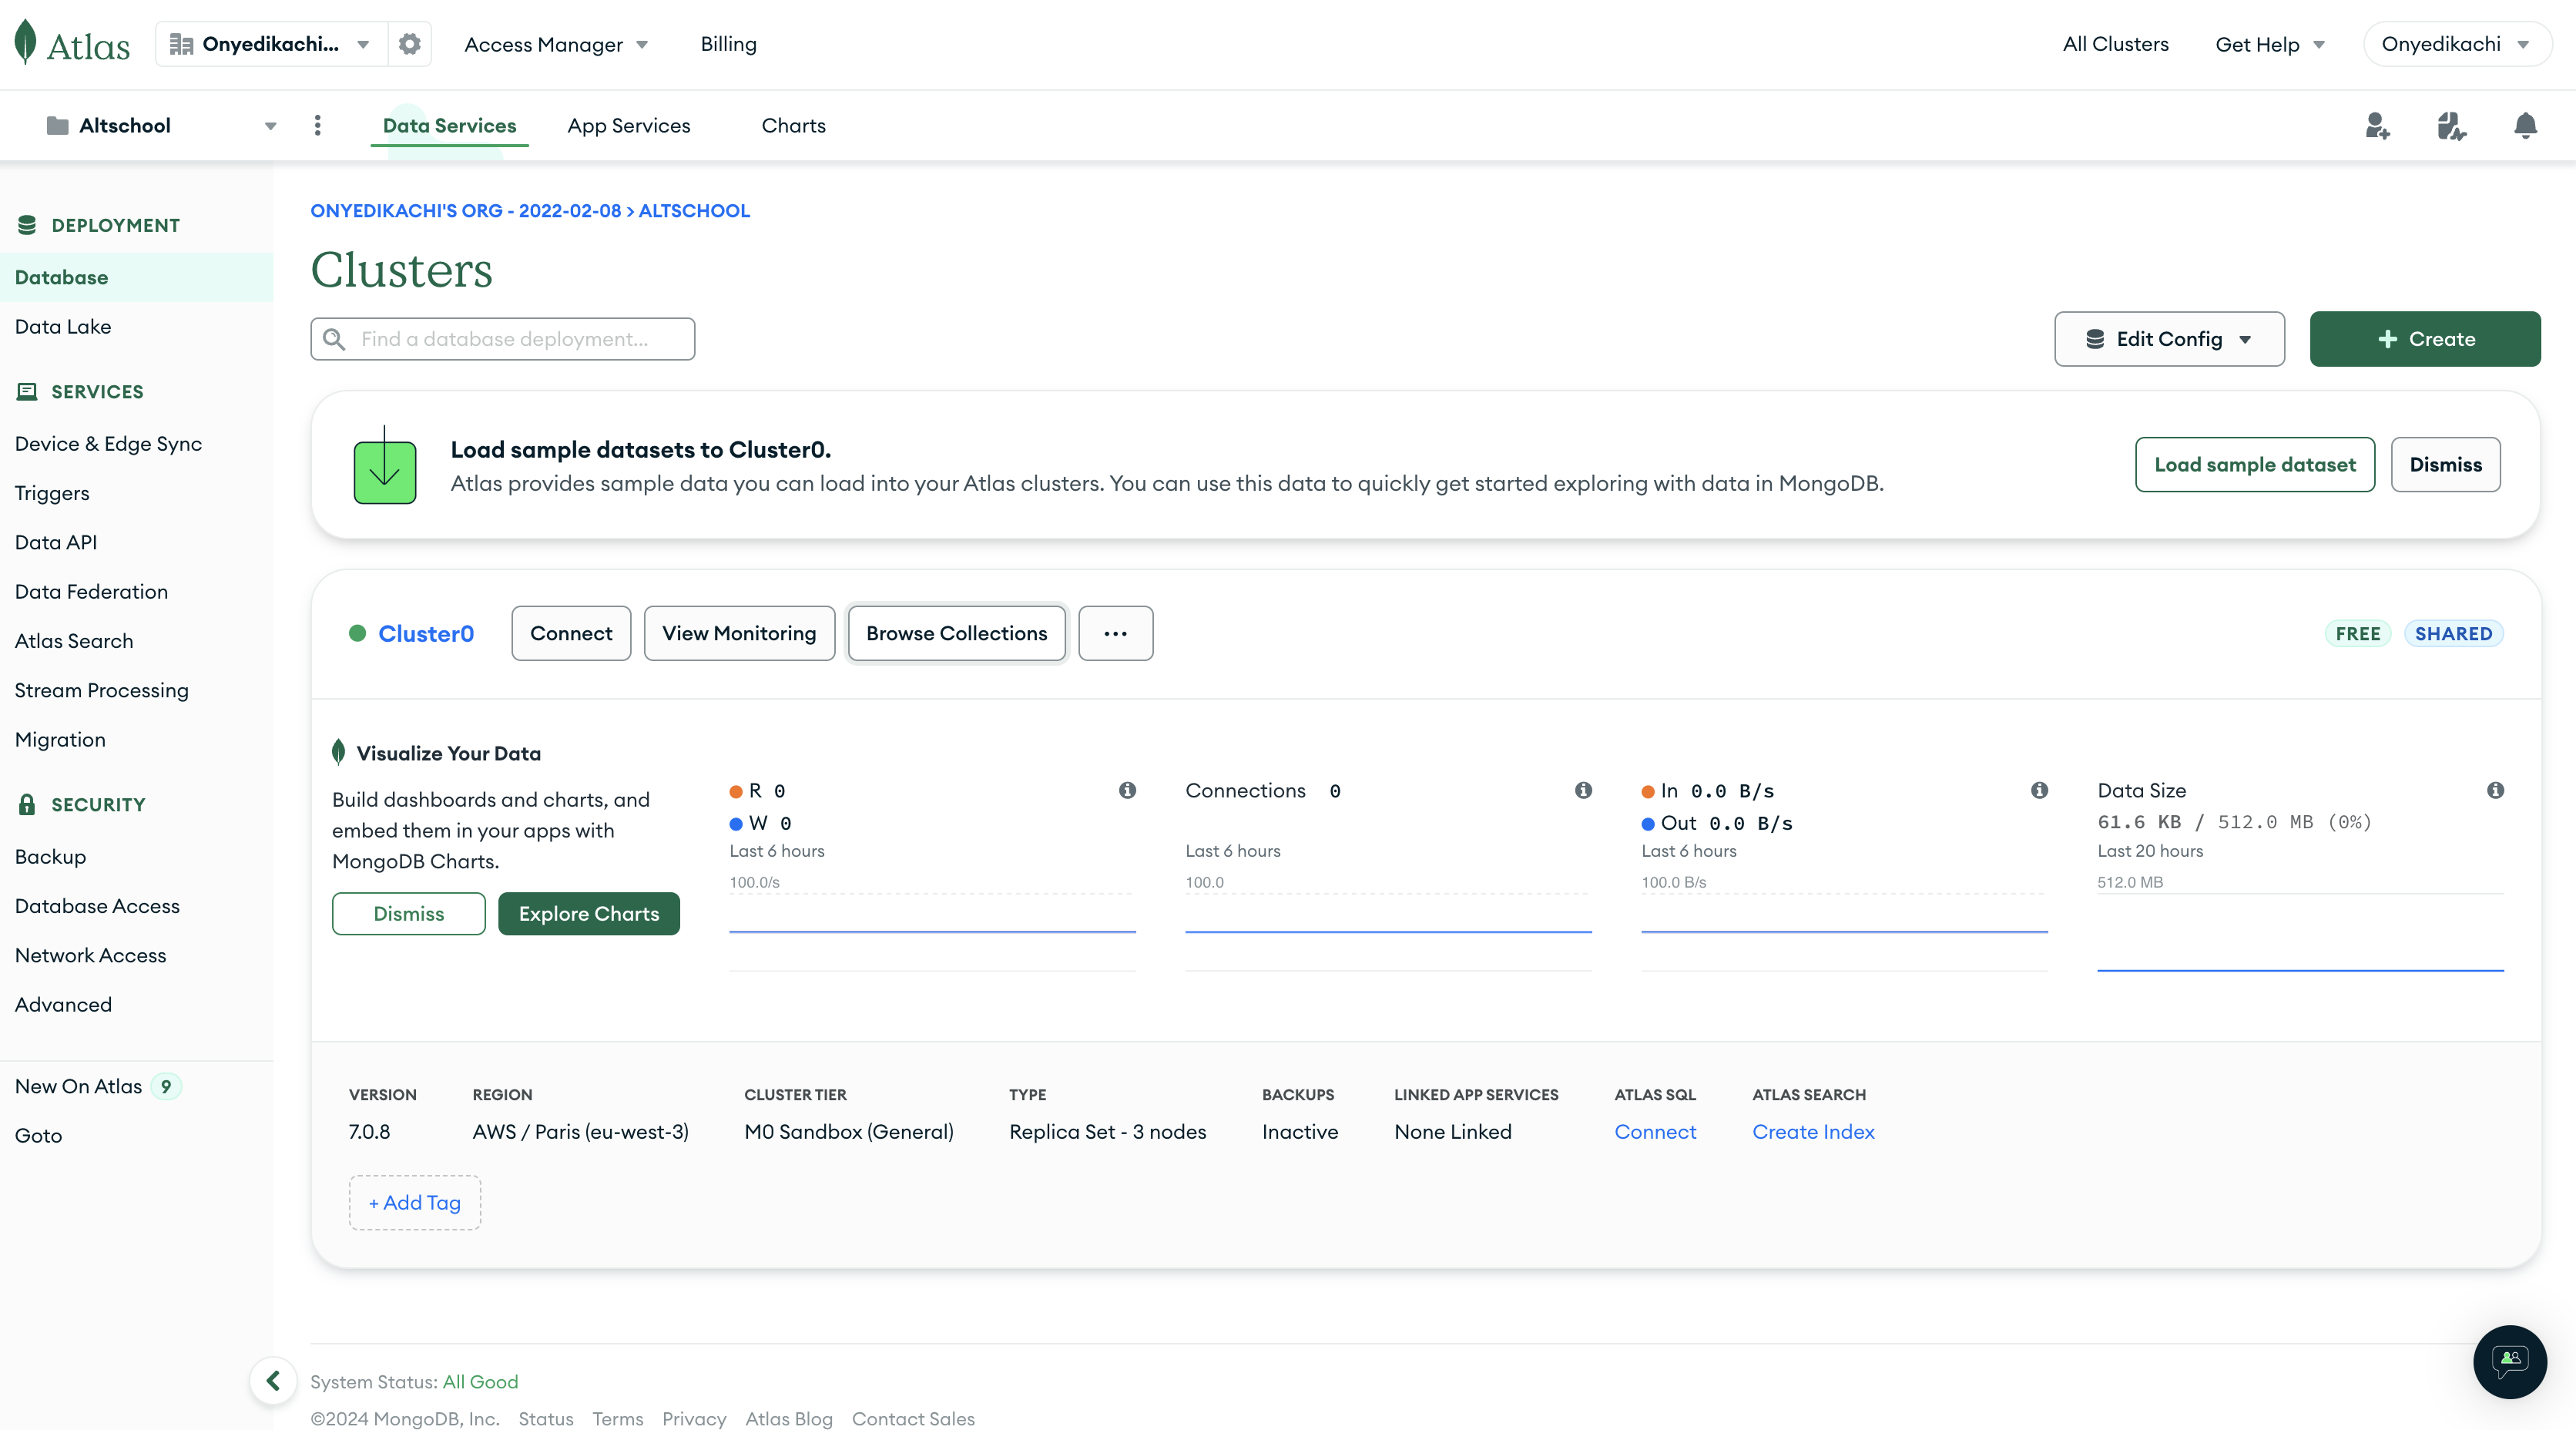 Atlas
Onyedikachi...
Access Manager
Billing
All Clusters
Get Help
Onyedikachi
Altschool
Data Services
App Services
Charts
DEPLOYMENT
Database
Data Lake
SERVICES
Device & Edge Sync
Triggers
Data API
Data Federation
Atlas Search
Stream Processing
Migration
SECURITY
Backup
Database Access
Network Access
Advanced
New On Atlas 9
Goto
ONYEDIKACHI'S ORG - 2022-02-08 > ALTSCHOOL
Clusters
Find a database deployment...
Edit Config
+ Create
Load sample datasets to Cluster0.
Atlas provides sample data you can load into your Atlas clusters. You can use this data to quickly get started exploring with data in MongoDB.
Load sample dataset
Dismiss
Cluster0
Connect
View Monitoring
Browse Collections
...
FREE
SHARED
Visualize Your Data
Build dashboards and charts, and
embed them in your apps with
MongoDB Charts.
Dismiss
Explore Charts
R 0
W 0
Last 6 hours
100.0/s
Connections 0
Last 6 hours
100.0
In 0.0 B/s
Out 0.0 B/s
Last 6 hours
100.0 B/s
Data Size
61.6 KB / 512.0 MB (0%)
Last 20 hours
512.0 MB
VERSION
7.0.8
REGION
AWS / Paris (eu-west-3)
CLUSTER TIER
M0 Sandbox (General)
TYPE
Replica Set - 3 nodes
BACKUPS
Inactive
LINKED APP SERVICES
None Linked
ATLAS SQL
Connect
ATLAS SEARCH
Create Index
+ Add Tag
System Status: All Good
©2024 MongoDB, Inc. Status Terms Privacy Atlas Blog Contact Sales